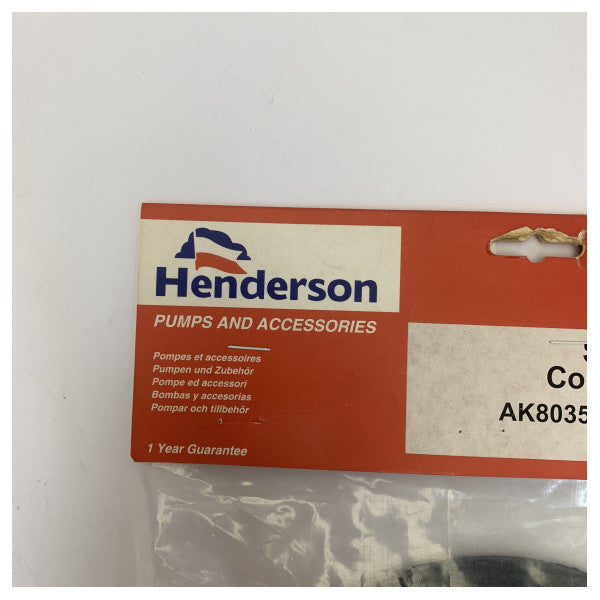 Henderson
PUMPS AND ACCESSORIES
Pompes et accessoires
Pumpen und Zubehör
Pompe ed accessori
Bombas y accesorias
Pompar och tillbehör
1 Year Guarantee
Co
AK8035